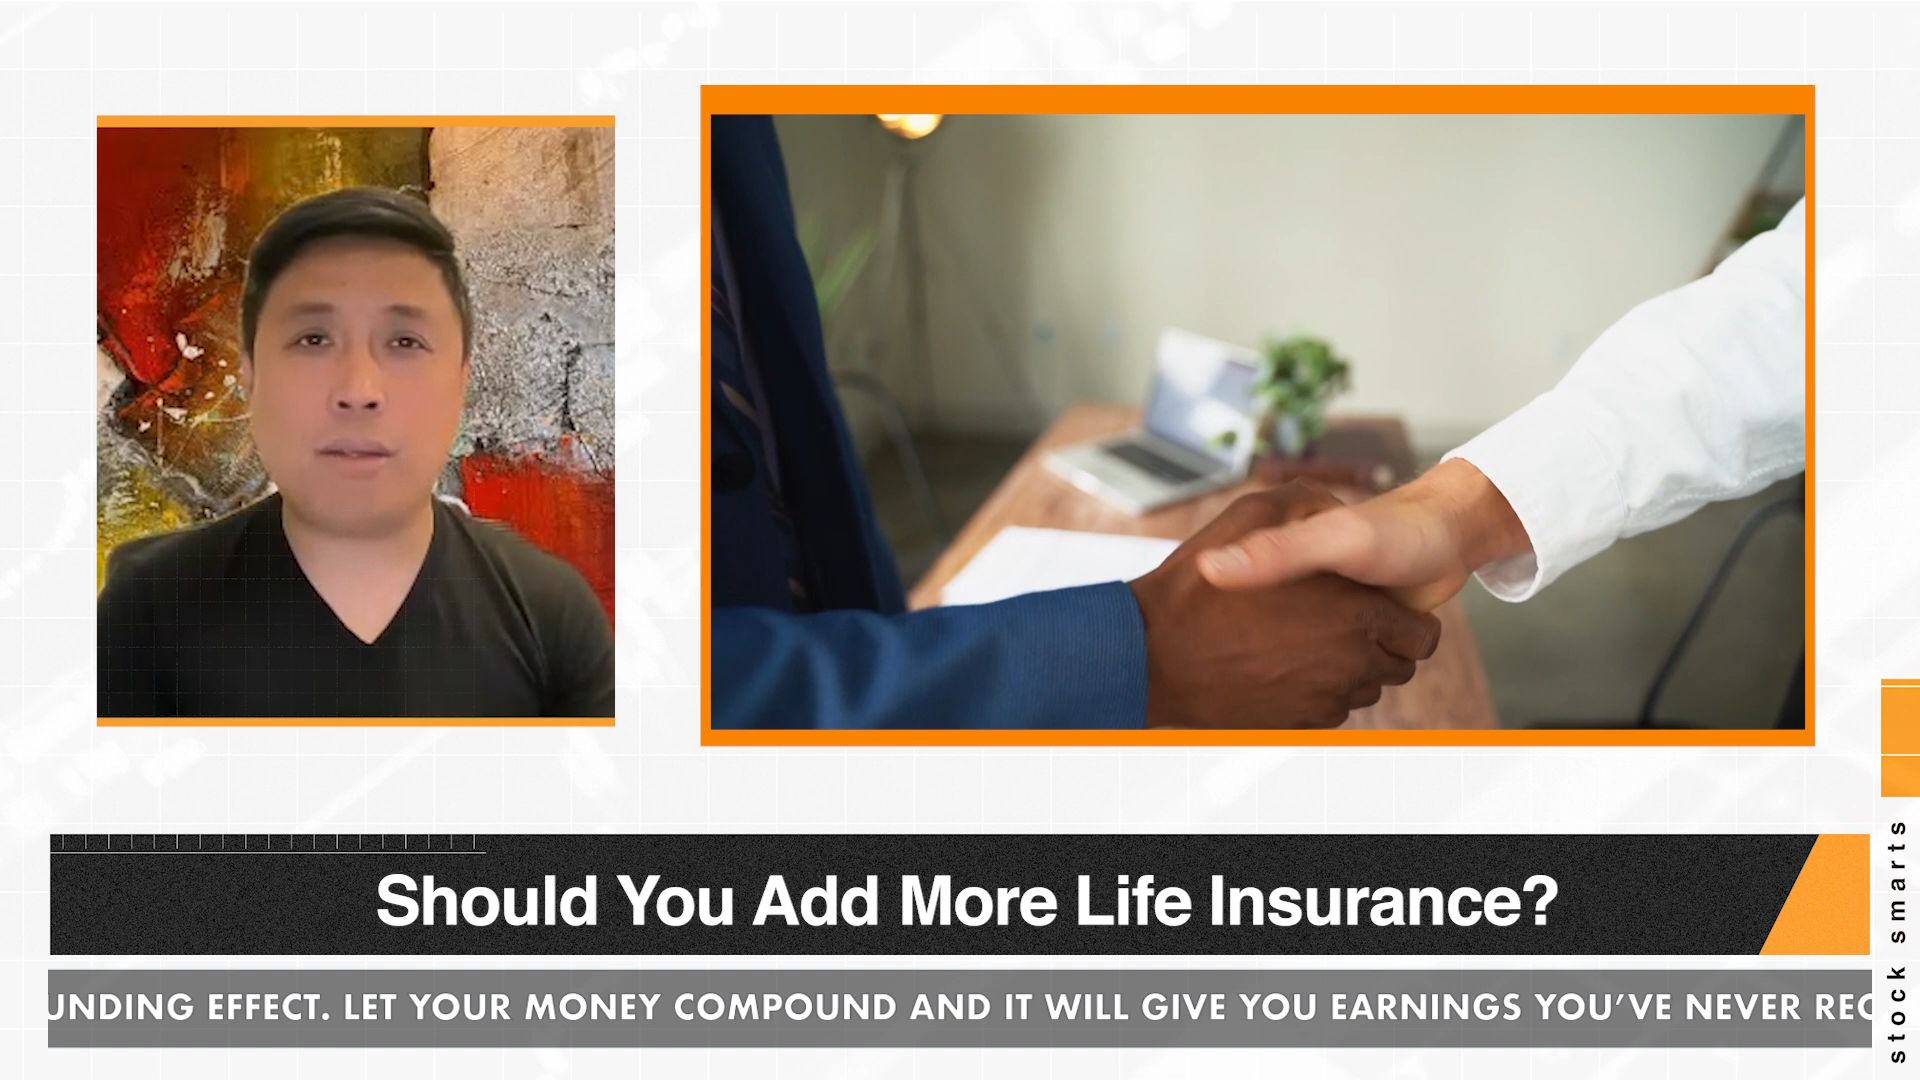 Should You Add More Life Insurance?
UNDING EFFECT. LET YOUR MONEY COMPOUND AND IT WILL GIVE YOU EARNINGS YOU'VE NEVER REC
stock smarts